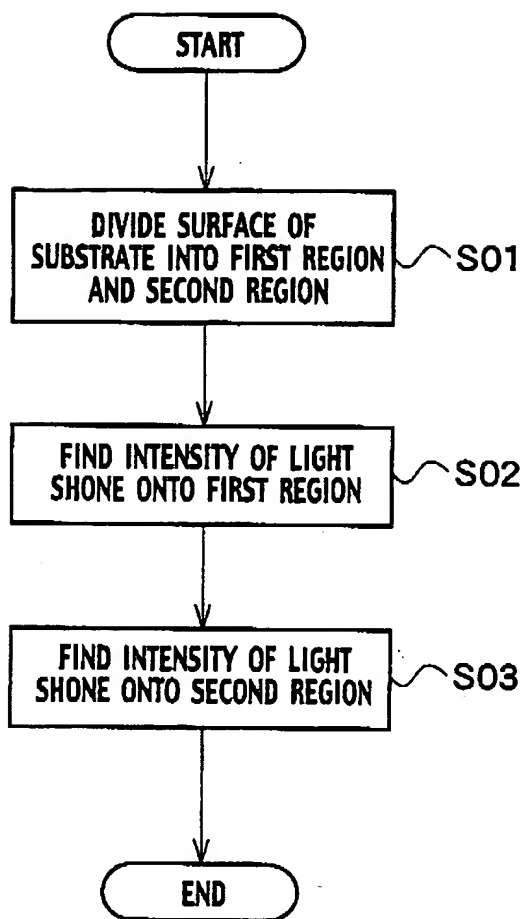 START
DIVIDE SURFACE OF
SUBSTRATE INTO FIRST REGION
AND SECOND REGION
S01
FIND INTENSITY OF LIGHT
SHONE ONTO FIRST REGION
S02
FIND INTENSITY OF LIGHT
SHONE ONTO SECOND REGION
S03
END